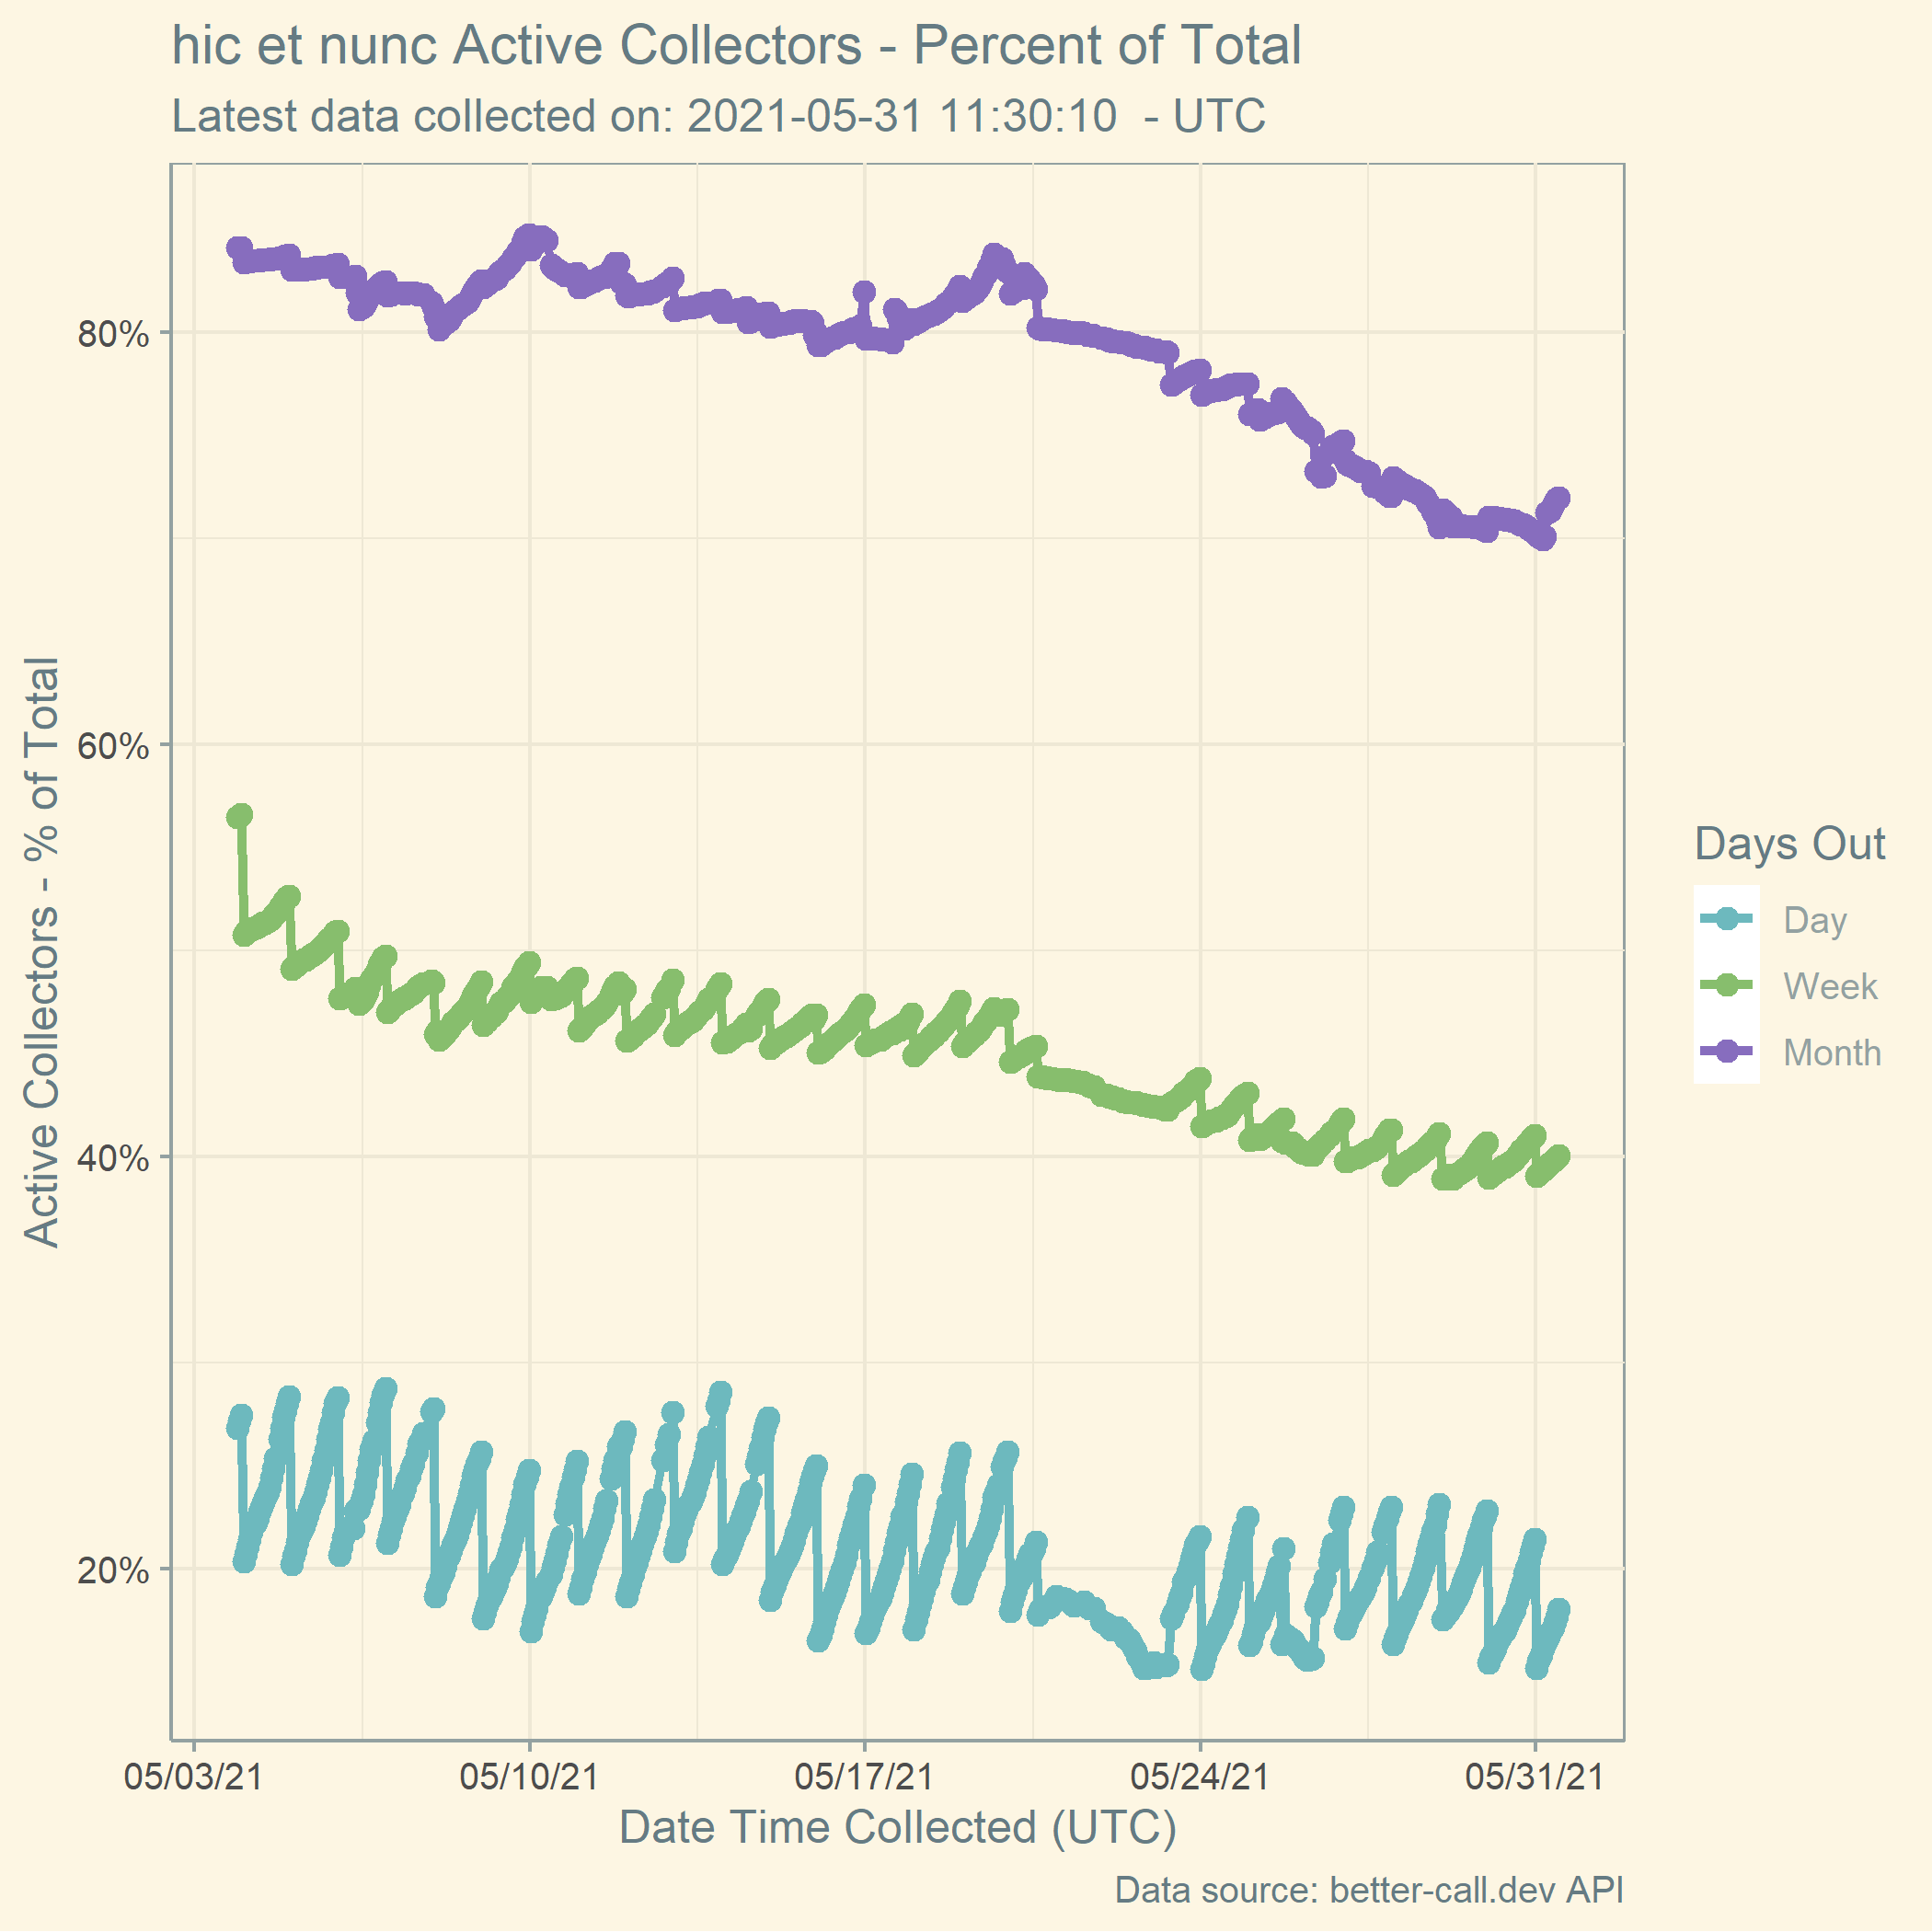 hic et nunc Active Collectors - Percent of Total
Latest data collected on: 2021-05-31 11:30:10  - UTC
Active Collectors - % of Total
80%
60%
40%
20%
05/03/21
05/10/21
05/17/21
05/24/21
05/31/21
Date Time Collected (UTC)
Days Out
Day
Week
Month
Data source: better-call.dev API